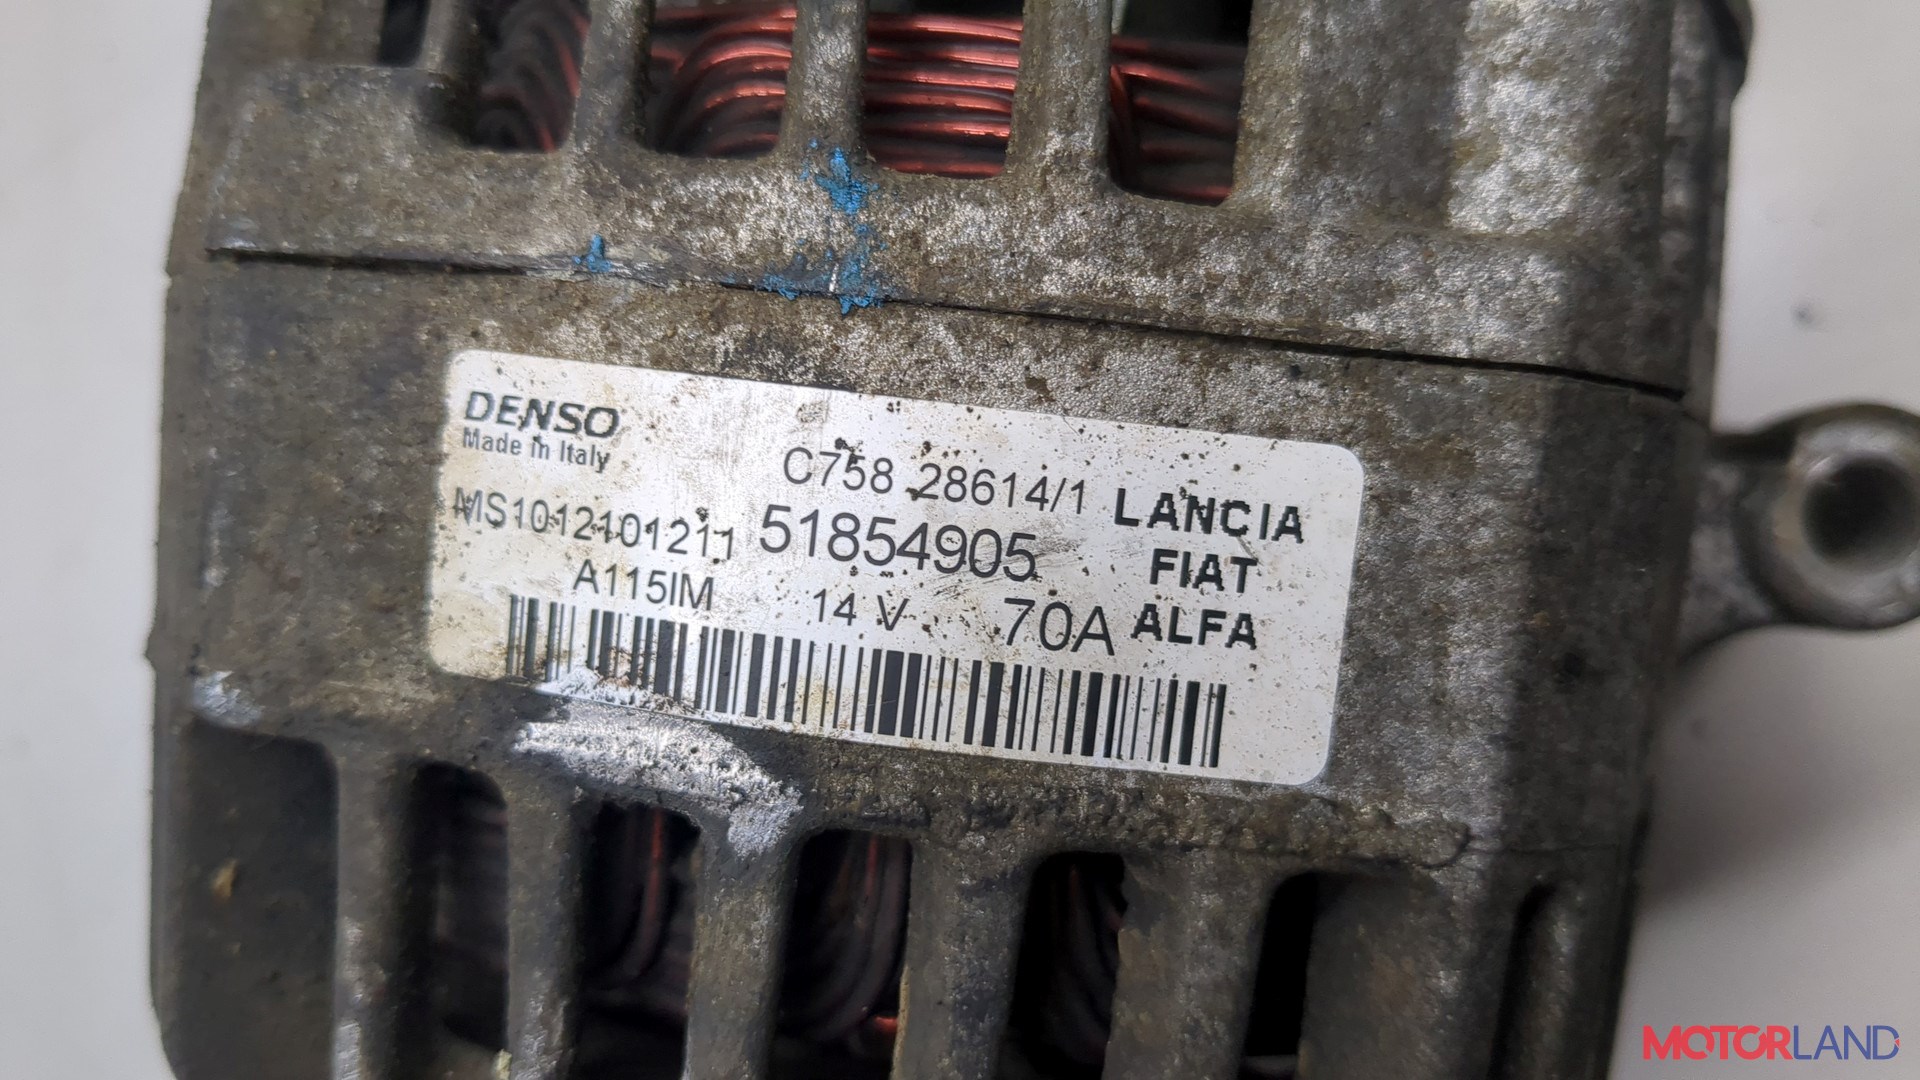 DENSO
Made in Italy
C758 28614/1
MS1012101211
51854905
LANCIA
FIAT
ALFA
A115IM 14 V 70A
MOTORLAND